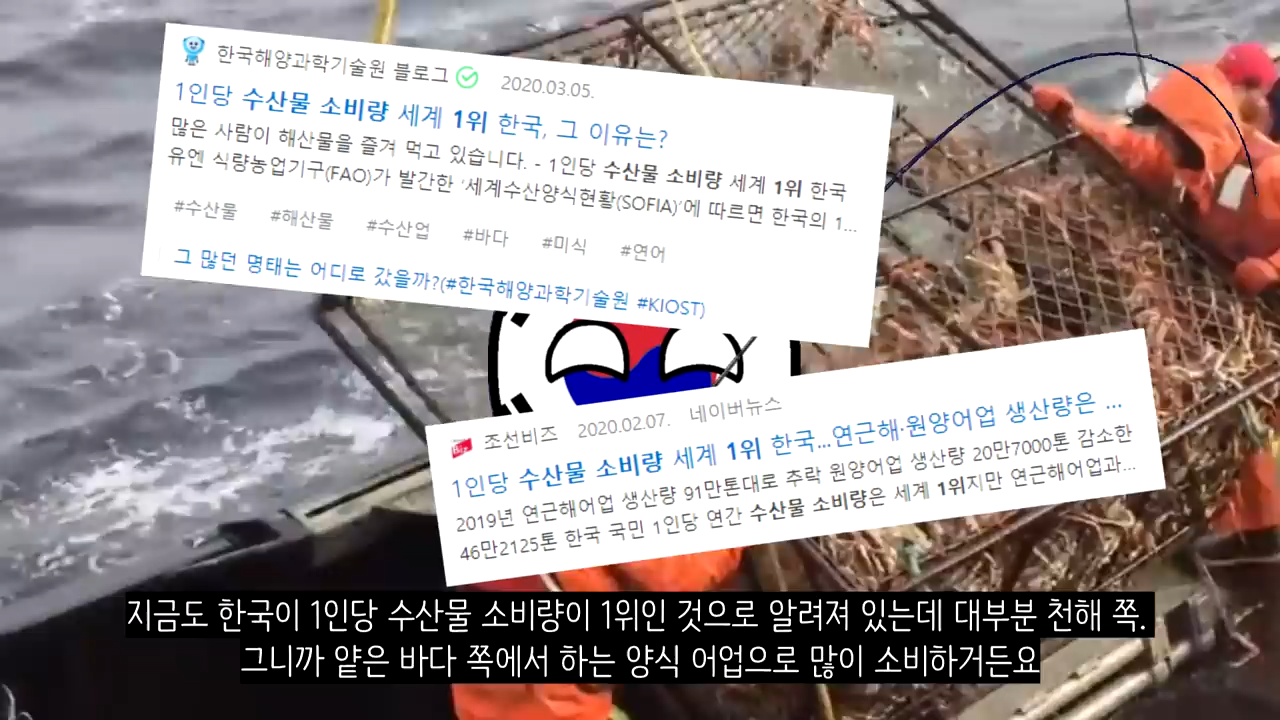 한국해양과학기술원 블로그 2020.03.05.
1인당 수산물 소비량 세계 1위 한국, 그 이유는?
많은 사람이 해산물을 즐겨 먹고 있습니다. - 1인당 수산물 소비량 세계 1위 한국
유엔 식량농업기구(FAO)가 발간한 '세계수산양식현황(SOFIA)'에 따르면 한국의 1...
#수산물 #해산물 #수산업 #바다 #미식 #연어
그 많던 명태는 어디로 갔을까?(#한국해양과학기술원 #KIOST)
Biz 조선비즈 2020.02.07. 네이버뉴스
1인당 수산물 소비량 세계 1위 한국...연근해·원양어업 생산량은 ...
2019년 연근해어업 생산량 91만톤대로 추락 원양어업 생산량 20만7000톤 감소한
46만2125톤 한국 국민 1인당 연간 수산물 소비량은 세계 1위지만 연근해어업과...
지금도 한국이 1인당 수산물 소비량이 1위인 것으로 알려져 있는데 대부분 천해 쪽.
그니까 얕은 바다 쪽에서 하는 양식 어업으로 많이 소비하거든요